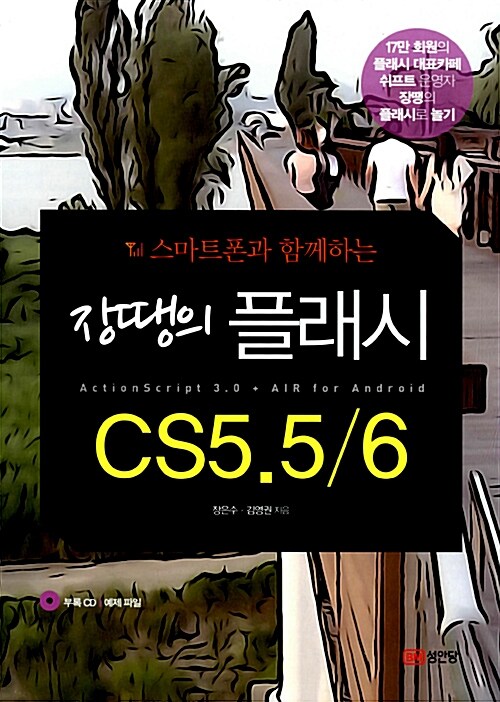 17만 회원의
플래시 대표카페
쉬프트 운영자
장땡의
플래시로 놀기
스마트폰과 함께하는
장땡의 플래시
ActionScript 3.0 + AIR for Android
CS5.5/6
장은수 · 김영권 지음
부록 CD 예제 파일
BM 성안당